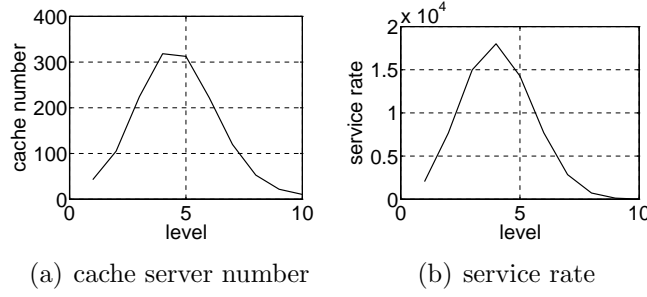 400
300
200
100
0
cache number
0
5
10
level
(a) cache server number
2 x 10^4
1.5
1
0.5
0
service rate
0
5
10
level
(b) service rate